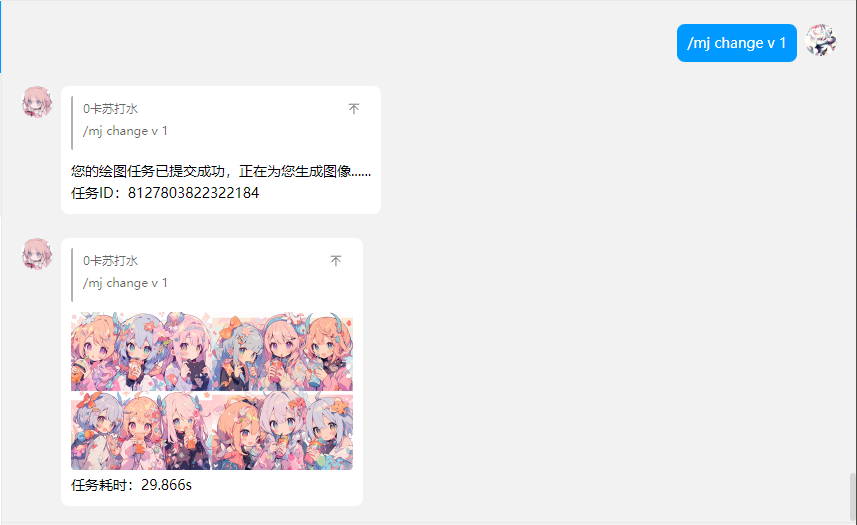 /mj change v 1
0卡苏打水
/mj change v 1
您的绘图任务已提交成功，正在为您生成图像......
任务ID：8127803822322184
0卡苏打水
/mj change v 1
任务耗时：29.866s